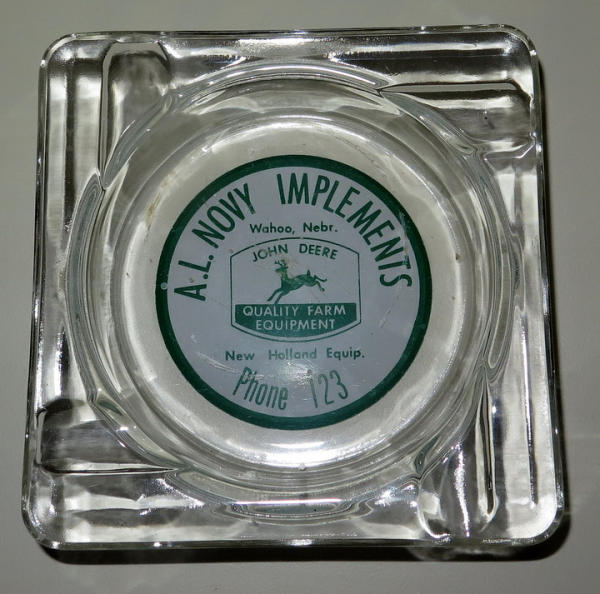 A.L. NOVY IMPLEMENTS
Wahoo, Nebr.
JOHN DEERE
QUALITY FARM
EQUIPMENT
New Holland Equip.
Phone 123